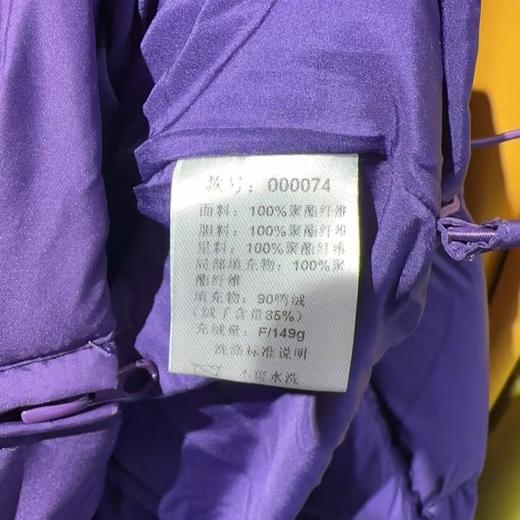 款号：000074
面料：100%聚酯纤维
胆料：100%聚酯纤维
里料：100%聚酯纤维
局部填充物：100%聚
酯纤维
填充物：90鸭绒
(绒子含量85%)
充绒量：F/149g
洗涤标准说明
不可水洗